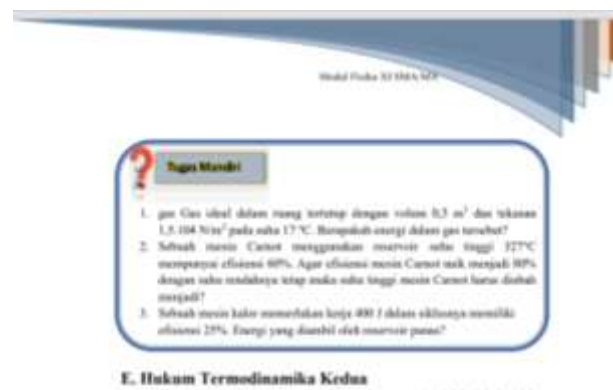 Modul Fisika XI SMA/MA
?
Tugas Mandiri
1. gas Gas ideal dalam ruang tertutup dengan volum 0,3 m³ dan tekanan
1,5 .104 N/m² pada suhu 17 °C. Berapakah energi dalam gas tersebut?
2. Sebuah mesin Carnot menggunakan reservoir suhu tinggi 327°C
mempunyai efisiensi 60%. Agar efisiensi mesin Carnot naik menjadi 80%
dengan suhu rendahnya tetap maka suhu tinggi mesin Carnot harus diubah
menjadi?
3. Sebuah mesin kalor memerlukan kerja 400 J dalam siklusnya memiliki
efisiensi 25%. Energi yang diambil oleh reservoir panas?
E. Hukum Termodinamika Kedua